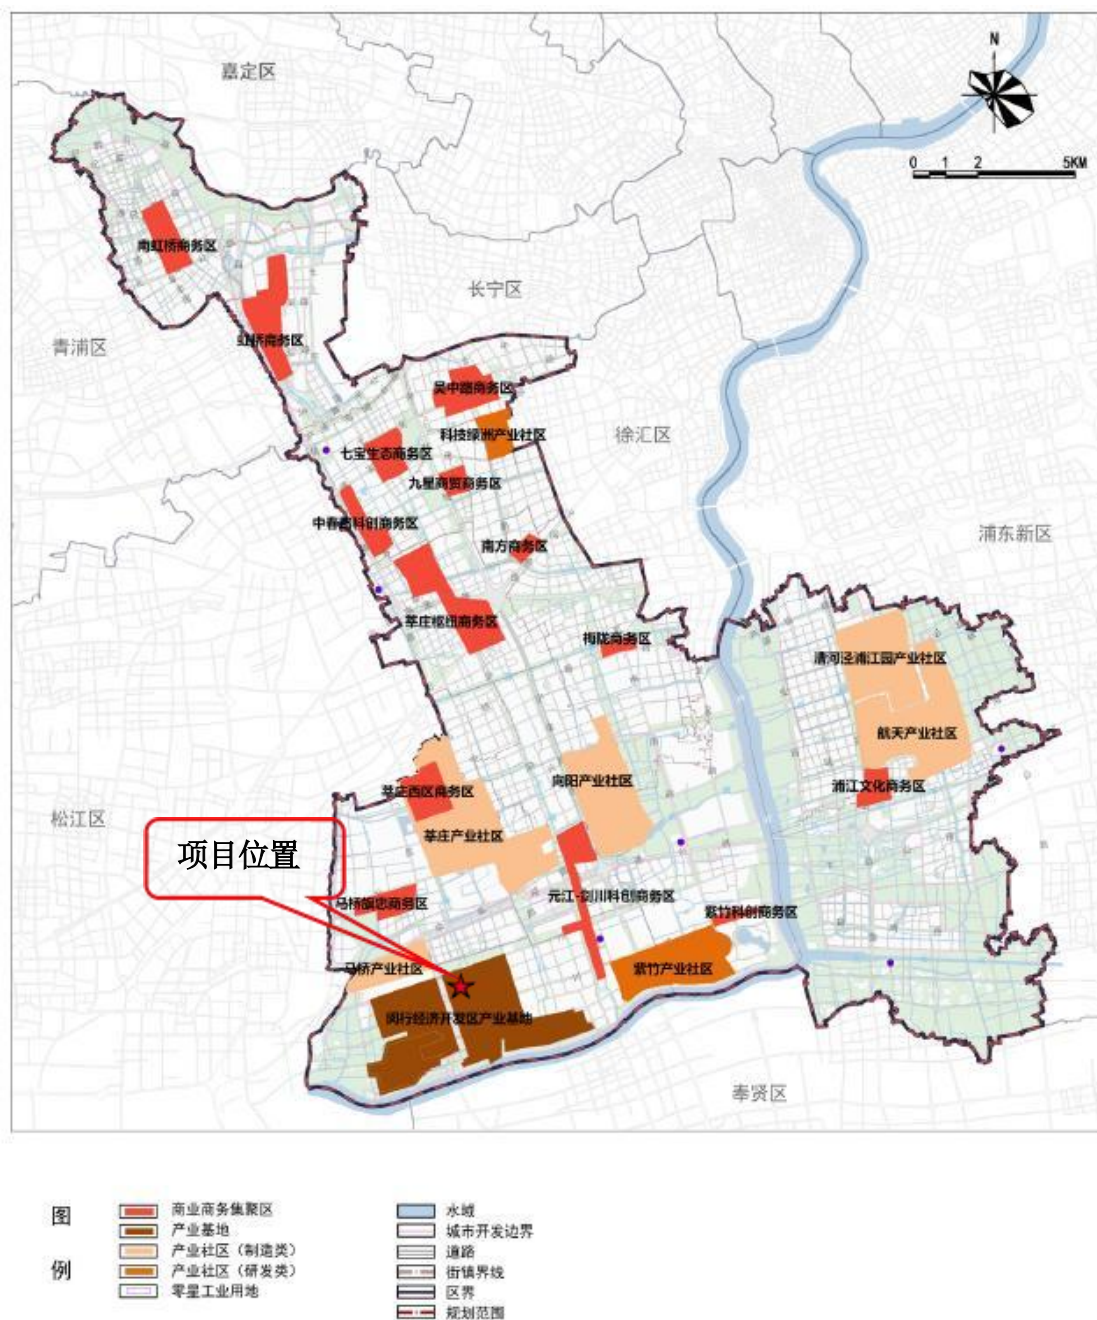 嘉定区
N
0 1 2 5KM
南虹桥商务区
长宁区
虹桥商务区
青浦区
吴中路商务区
科技绿洲产业社区
徐汇区
七宝生态商务区
九星商贸商务区
中春路科创商务区
南方商务区
浦东新区
莘庄枢纽商务区
梅陇商务区
漕河泾浦江园产业社区
航天产业社区
向阳产业社区
浦江文化商务区
莘庄西区商务区
松江区
莘庄产业社区
项目位置
元江-剑川科创商务区
马桥旗忠商务区
紫竹科创商务区
马桥产业社区
紫竹产业社区
闵行经济开发区产业基地
奉贤区
图例
商业商务集聚区
产业基地
产业社区（制造类）
产业社区（研发类）
零星工业用地
水域
城市开发边界
道路
街镇界线
区界
规划范围